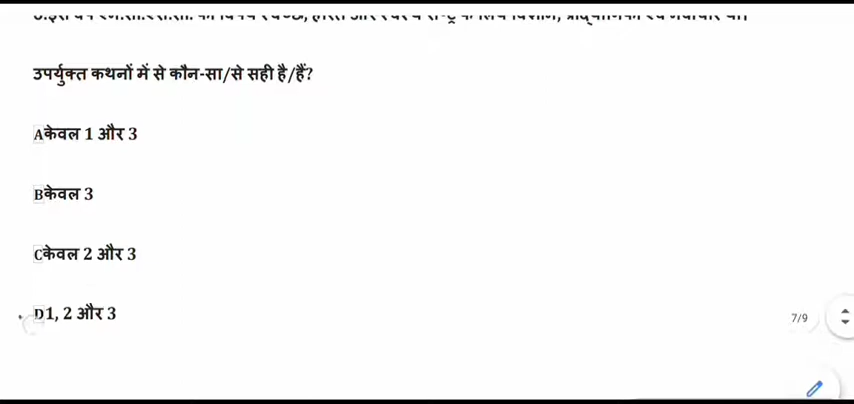 उपर्युक्त कथनों में से कौन-सा/से सही है/हैं?
Aकेवल 1 और 3
Bकेवल 3
Cकेवल 2 और 3
D1, 2 और 3
7/9